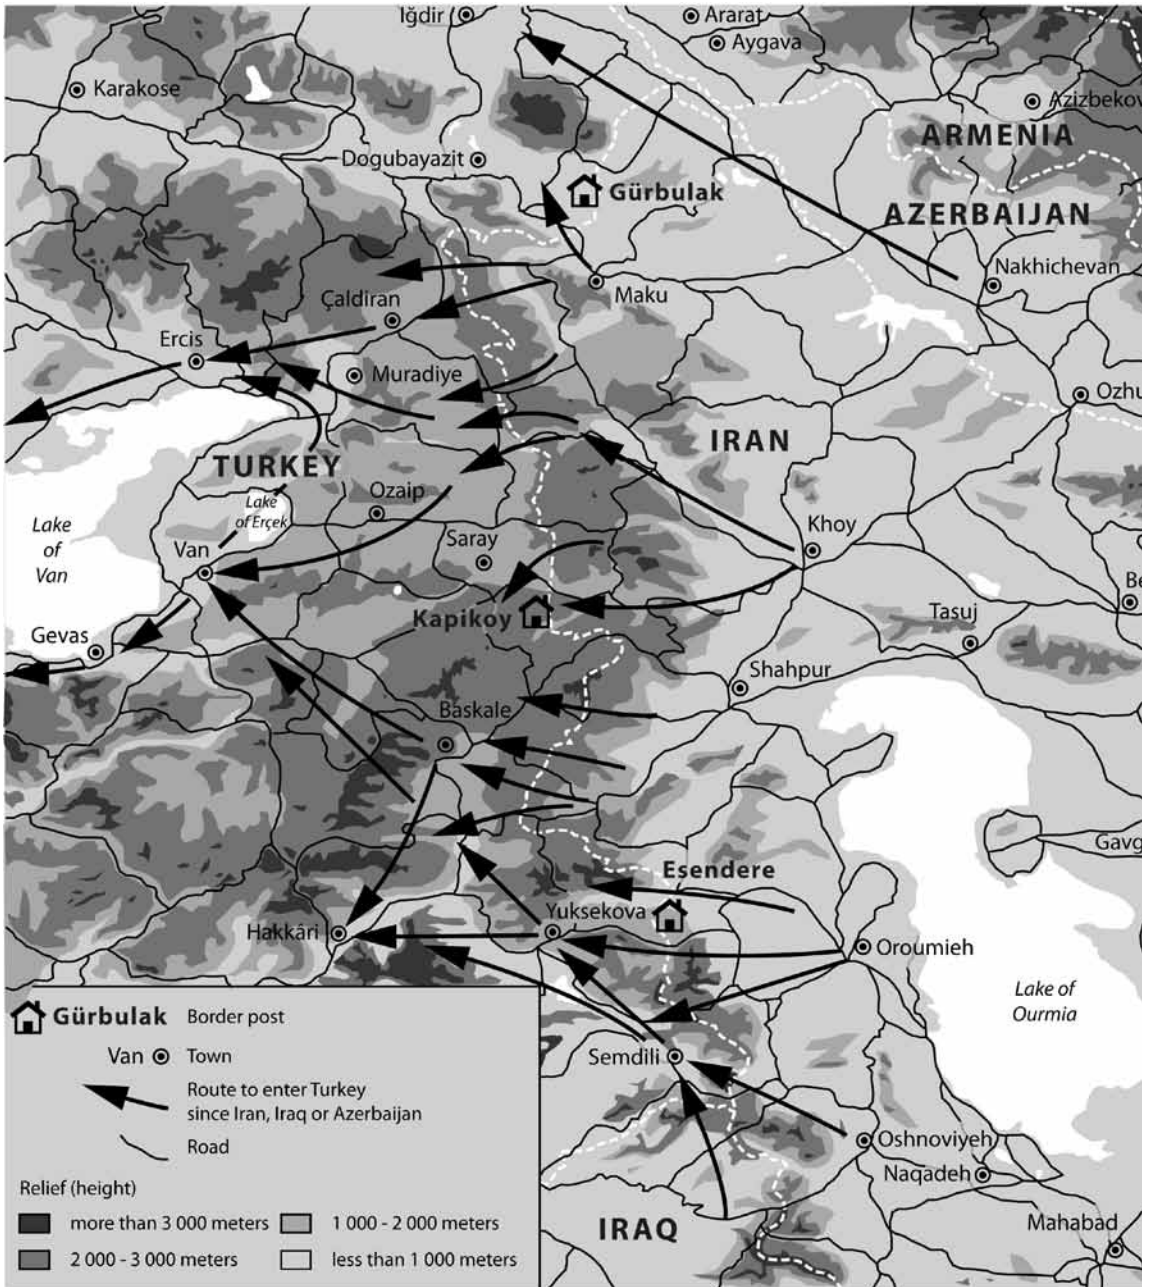 Iğdir
Ararat
Aygava
Karakose
Azizbekov
ARMENIA
Dogubayazit
Gürbulak
AZERBAIJAN
Nakhichevan
Maku
Çaldiran
Ercis
Muradiye
Ozhu
IRAN
TURKEY
Ozaip
Lake
of Erçek
Lake
of
Van
Khoy
Van
Saray
Be
Kapikoy
Tasuj
Gevas
Shahpur
Baskale
Gavg
Esendere
Yuksekova
Hakkâri
Oroumieh
Lake of
Ourmia
Semdili
Oshnoviyeh
Naqadeh
IRAQ
Mahabad
Gürbulak Border post
Van Town
Route to enter Turkey
since Iran, Iraq or Azerbaijan
Road
Relief (height)
more than 3 000 meters 1 000 - 2 000 meters
2 000 - 3 000 meters less than 1 000 meters